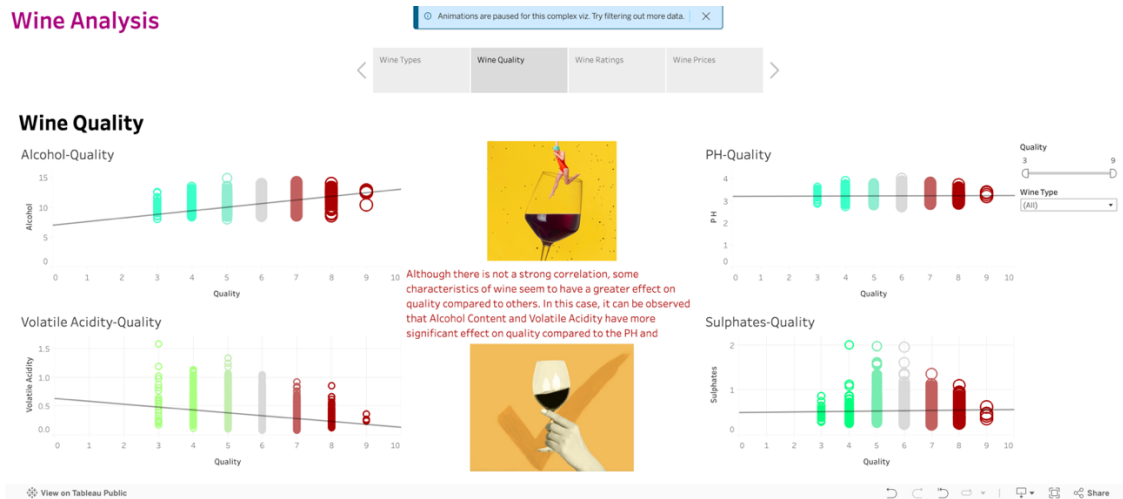 Wine Analysis
Animations are paused for this complex viz. Try filtering out more data.
Wine Types
Wine Quality
Wine Ratings
Wine Prices
Wine Quality
Alcohol-Quality
15
10
5
0
Alcohol
0 1 2 3 4 5 6 7 8 9 10
Quality
Volatile Acidity-Quality
1.5
1.0
0.5
0.0
Volatile Acidity
0 1 2 3 4 5 6 7 8 9 10
Quality
Although there is not a strong correlation, some
characteristics of wine seem to have a greater effect on
quality compared to others. In this case, it can be observed
that Alcohol Content and Volatile Acidity have more
significant effect on quality compared to the PH and
PH-Quality
4
3
2
1
0
PH
0 1 2 3 4 5 6 7 8 9 10
Quality
Sulphates-Quality
2
1
0
Sulphates
0 1 2 3 4 5 6 7 8 9 10
Quality
Quality
3 9
Wine Type
(All)
View on Tableau Public
Share